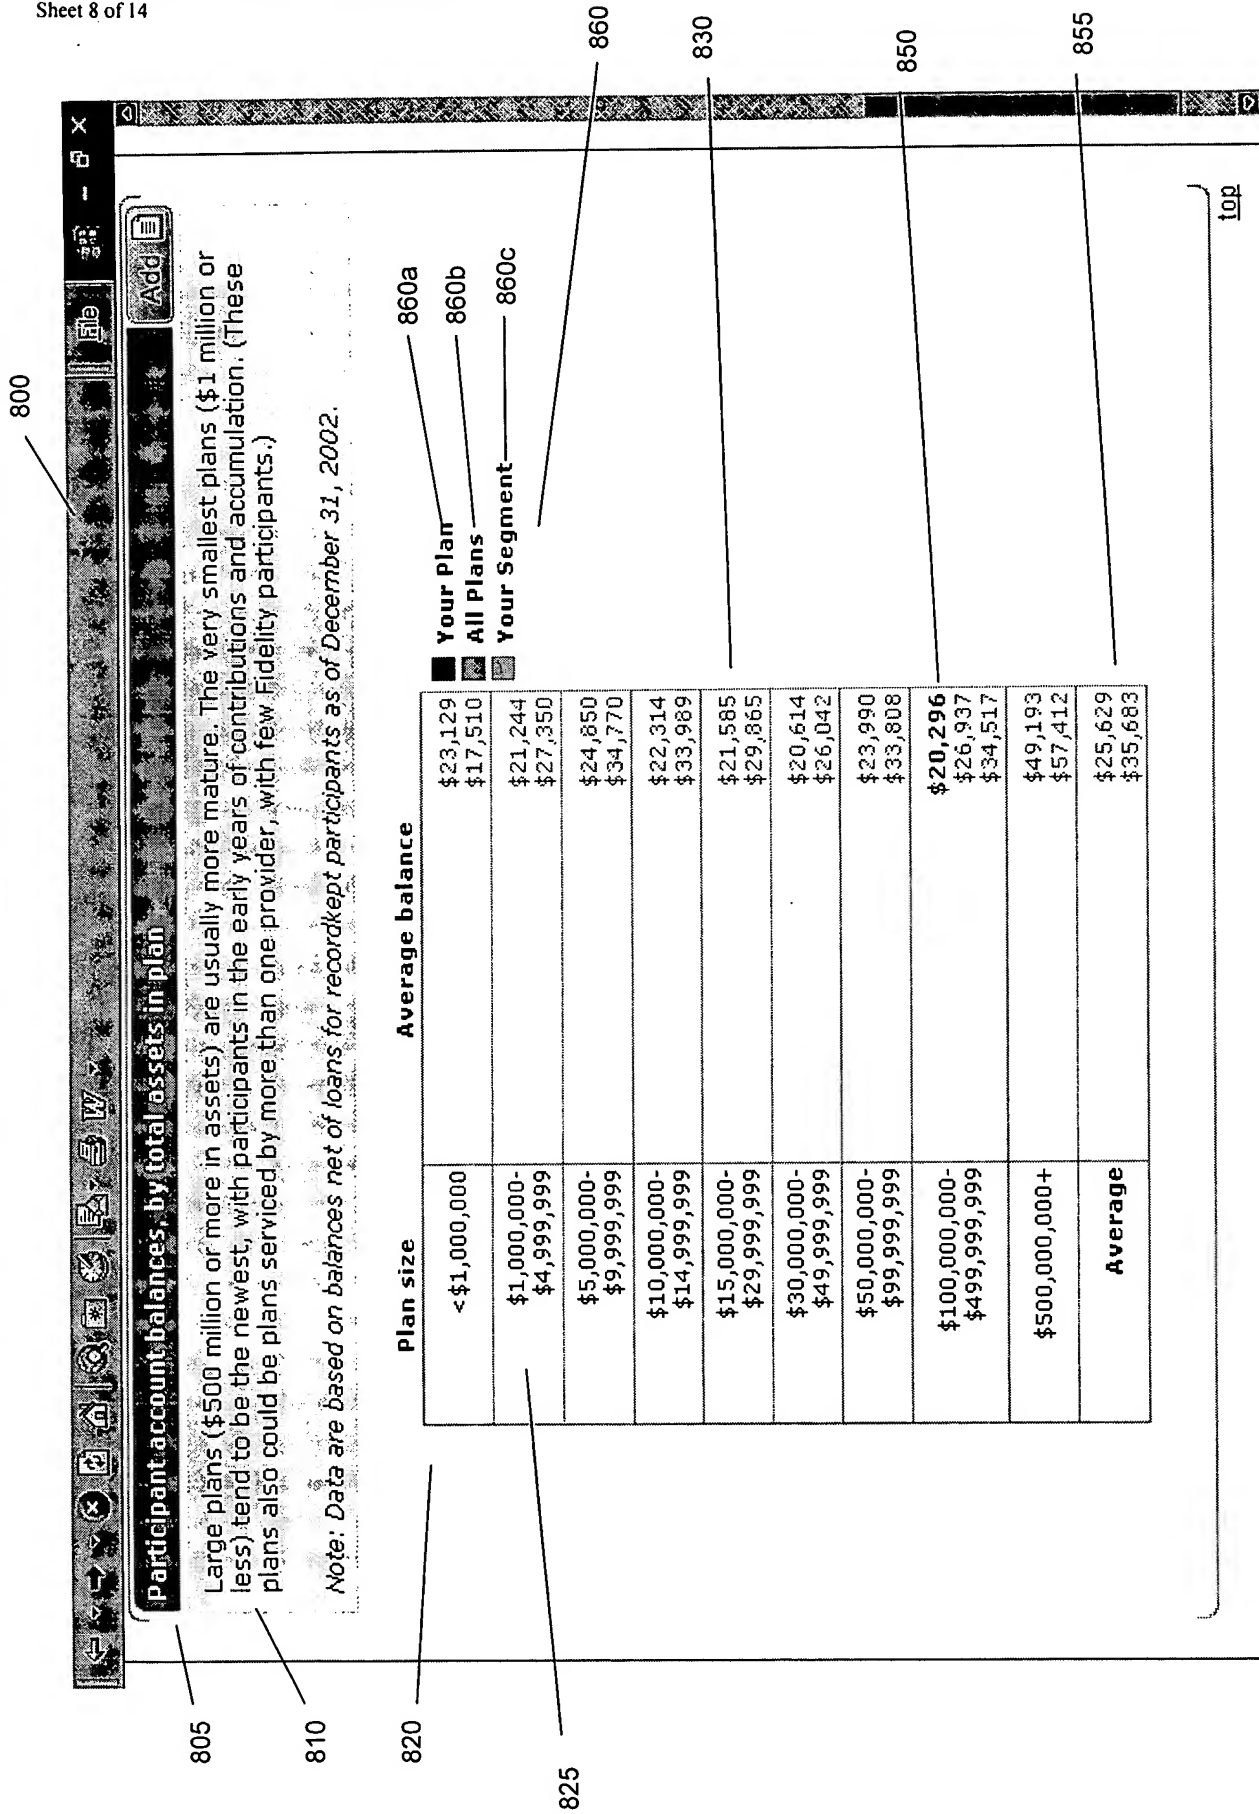 Sheet 8 of 14
800
File
805
Participant account balances, by total assets in plan
Add
810
Large plans ($500 million or more in assets) are usually more mature. The very smallest plans ($1 million or
less) tend to be the newest, with participants in the early years of contributions and accumulation. (These
plans also could be plans serviced by more than one provider, with few Fidelity participants.)
Note: Data are based on balances net of loans for recordkept participants as of December 31, 2002.
820
825
Plan size
Average balance
<$1,000,000
$23,129
$17,510
$1,000,000-
$4,999,999
$21,244
$27,350
$5,000,000-
$9,999,999
$24,850
$34,770
$10,000,000-
$14,999,999
$22,314
$33,989
$15,000,000-
$29,999,999
$21,585
$29,865
$30,000,000-
$49,999,999
$20,614
$26,042
$50,000,000-
$99,999,999
$23,990
$33,808
$100,000,000-
$499,999,999
$20,296
$26,937
$34,517
$500,000,000+
$49,193
$57,412
Average
$25,629
$35,683
Your Plan
860a
All Plans
860b
Your Segment
860c
860
830
850
855
top